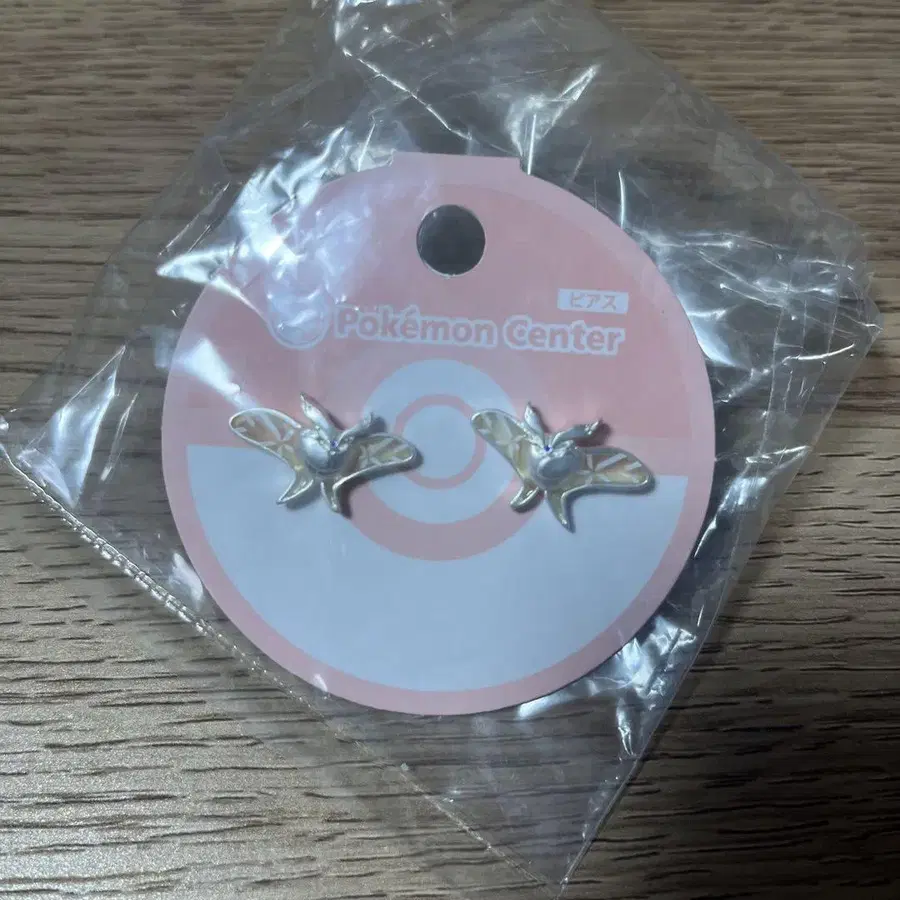 ピアス
Pokémon Center